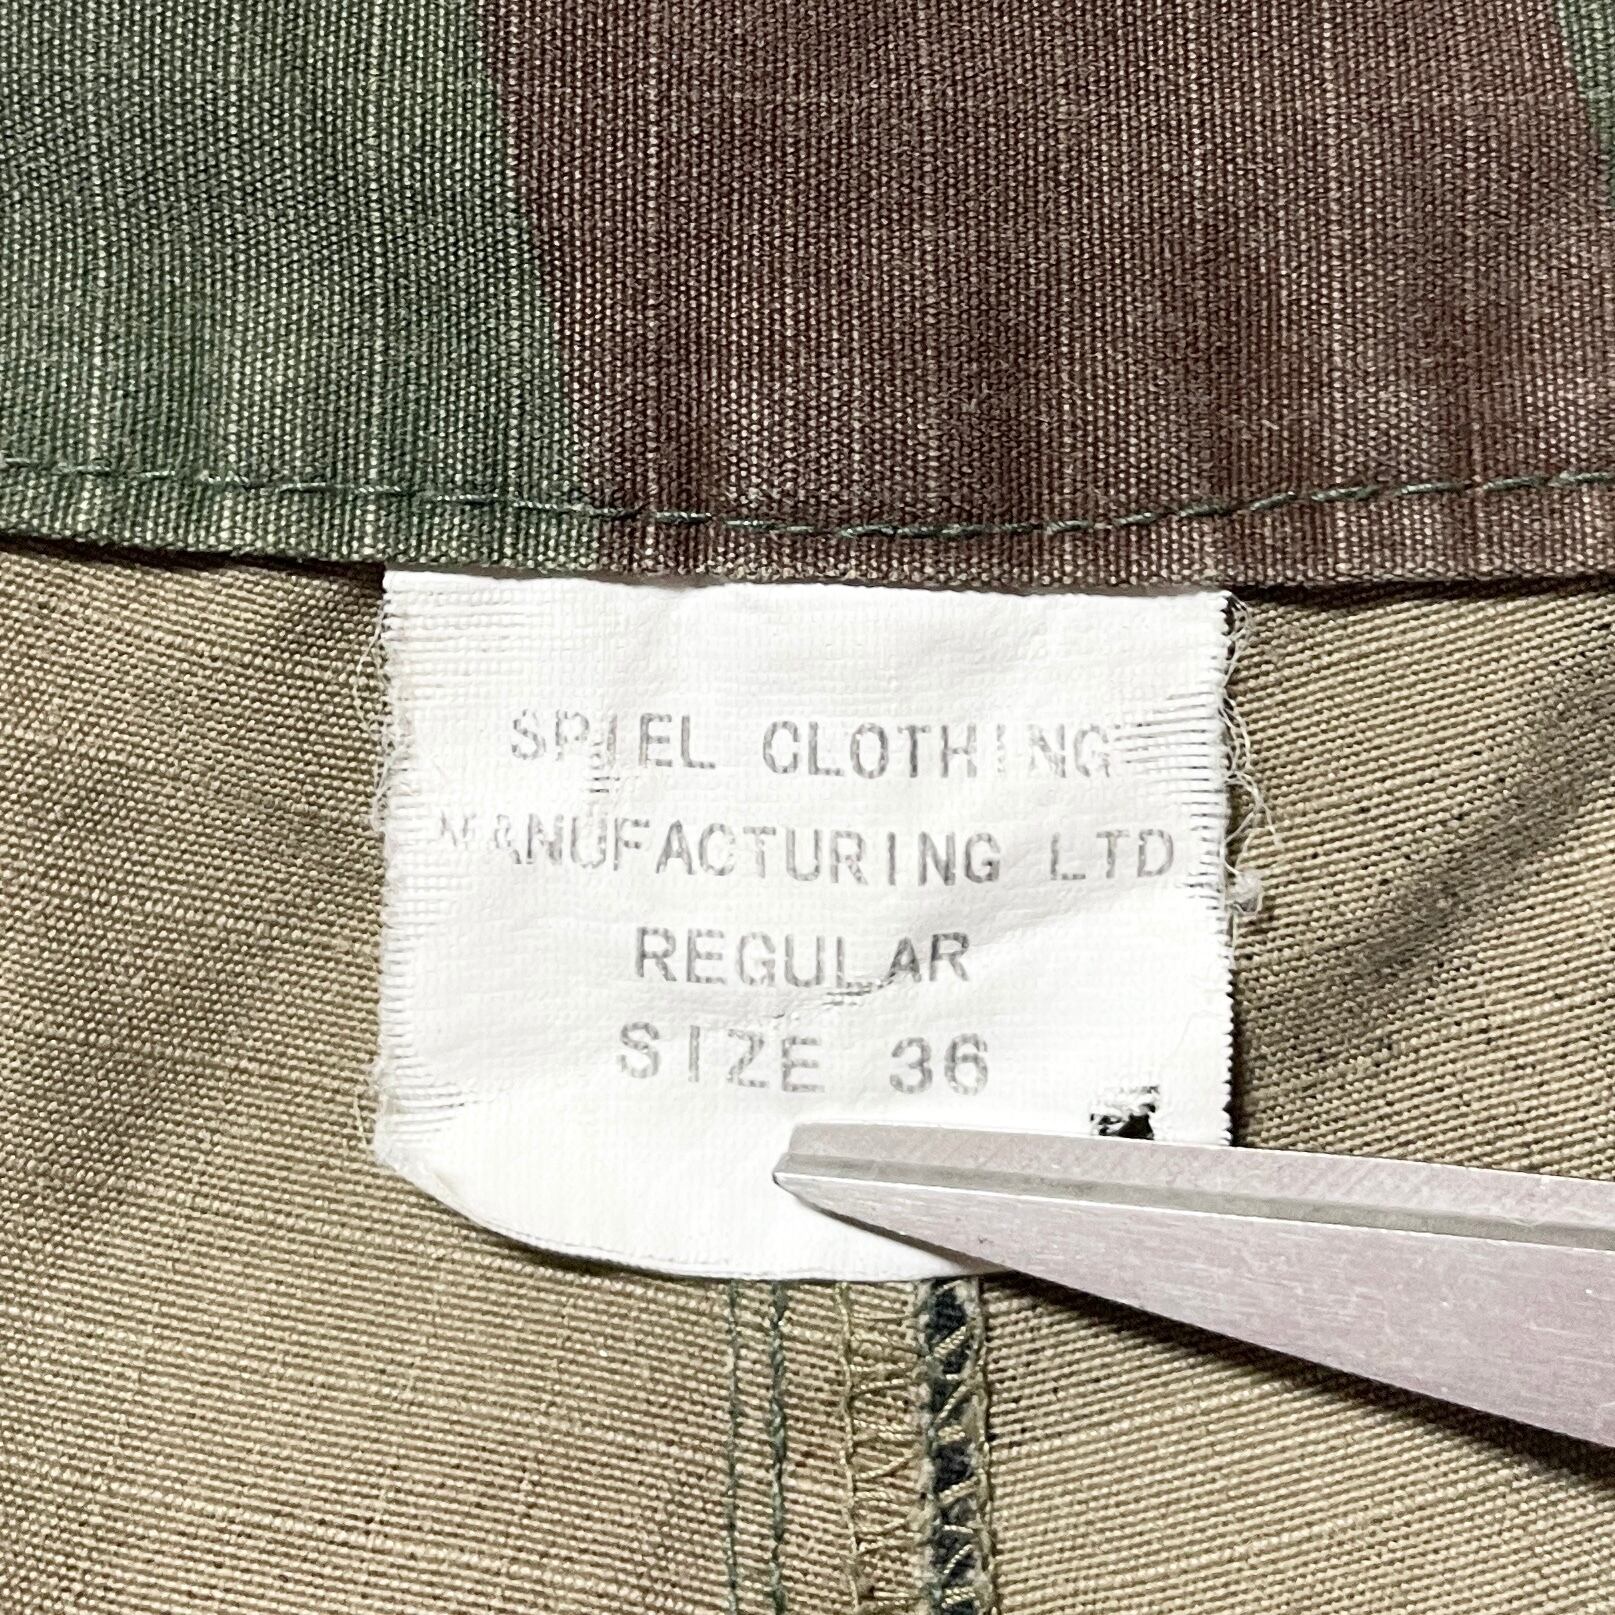 SPIEL CLOTHING
MANUFACTURING LTD
REGULAR
SIZE 36